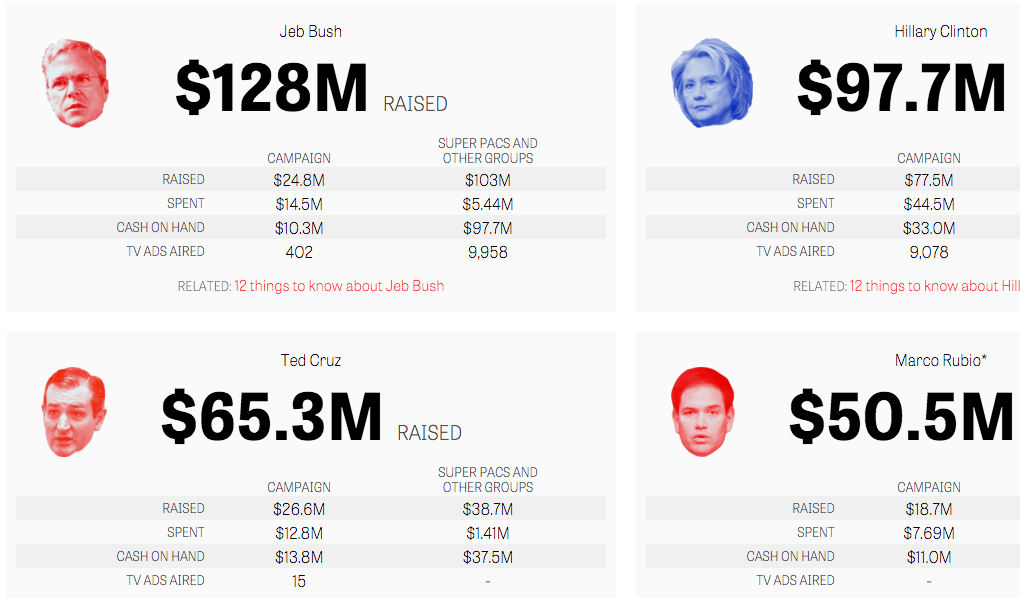 Jeb Bush
$128M RAISED
CAMPAIGN SUPER PACS AND OTHER GROUPS
RAISED $24.8M $103M
SPENT $14.5M $5.44M
CASH ON HAND $10.3M $97.7M
TV ADS AIRED 402 9,958
RELATED: 12 things to know about Jeb Bush
Hillary Clinton
$97.7M
CAMPAIGN
RAISED $77.5M
SPENT $44.5M
CASH ON HAND $33.0M
TV ADS AIRED 9,078
RELATED: 12 things to know about Hill
Ted Cruz
$65.3M RAISED
CAMPAIGN SUPER PACS AND OTHER GROUPS
RAISED $26.6M $38.7M
SPENT $12.8M $1.41M
CASH ON HAND $13.8M $37.5M
TV ADS AIRED 15 -
Marco Rubio*
$50.5M
CAMPAIGN
RAISED $18.7M
SPENT $7.69M
CASH ON HAND $11.0M
TV ADS AIRED -